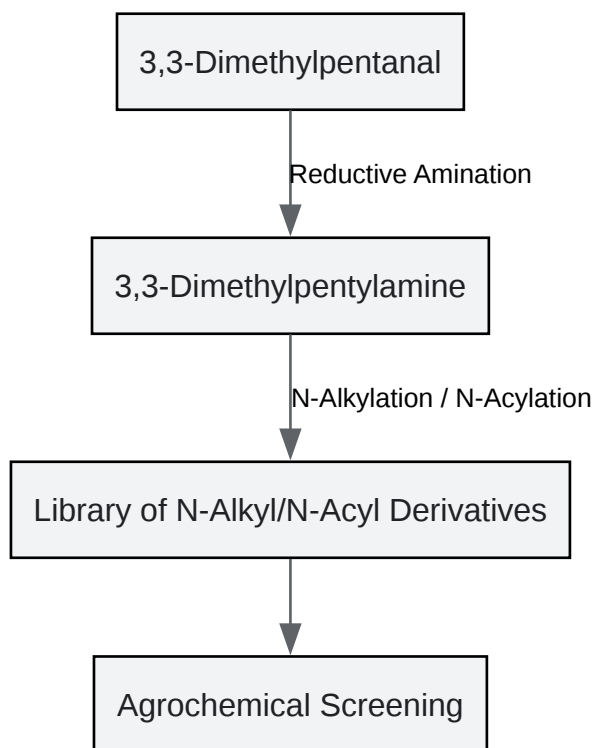 3,3-Dimethylpentanal
Reductive Amination
3,3-Dimethylpentylamine
N-Alkylation / N-Acylation
Library of N-Alkyl/N-Acyl Derivatives
Agrochemical Screening